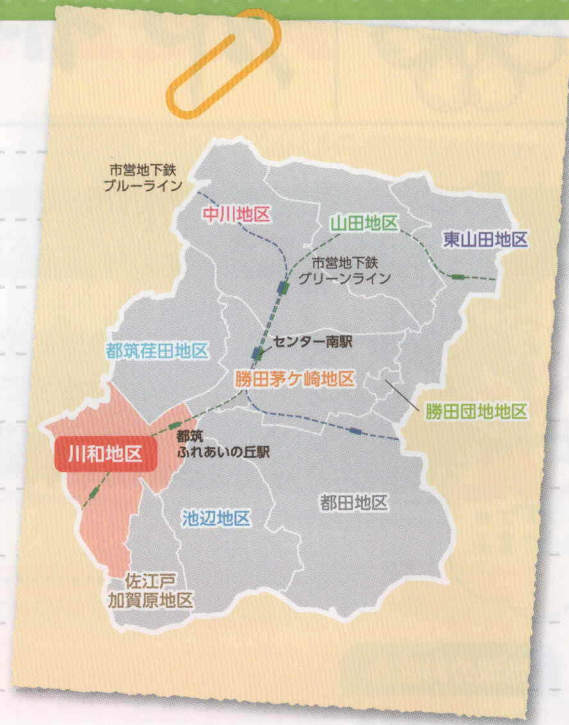 市営地下鉄
ブルーライン
中川地区
山田地区
東山田地区
市営地下鉄
グリーンライン
都筑荏田地区
センター南駅
勝田茅ケ崎地区
勝田団地地区
川和地区
都筑
ふれあいの丘駅
池辺地区
都田地区
佐江戸
加賀原地区